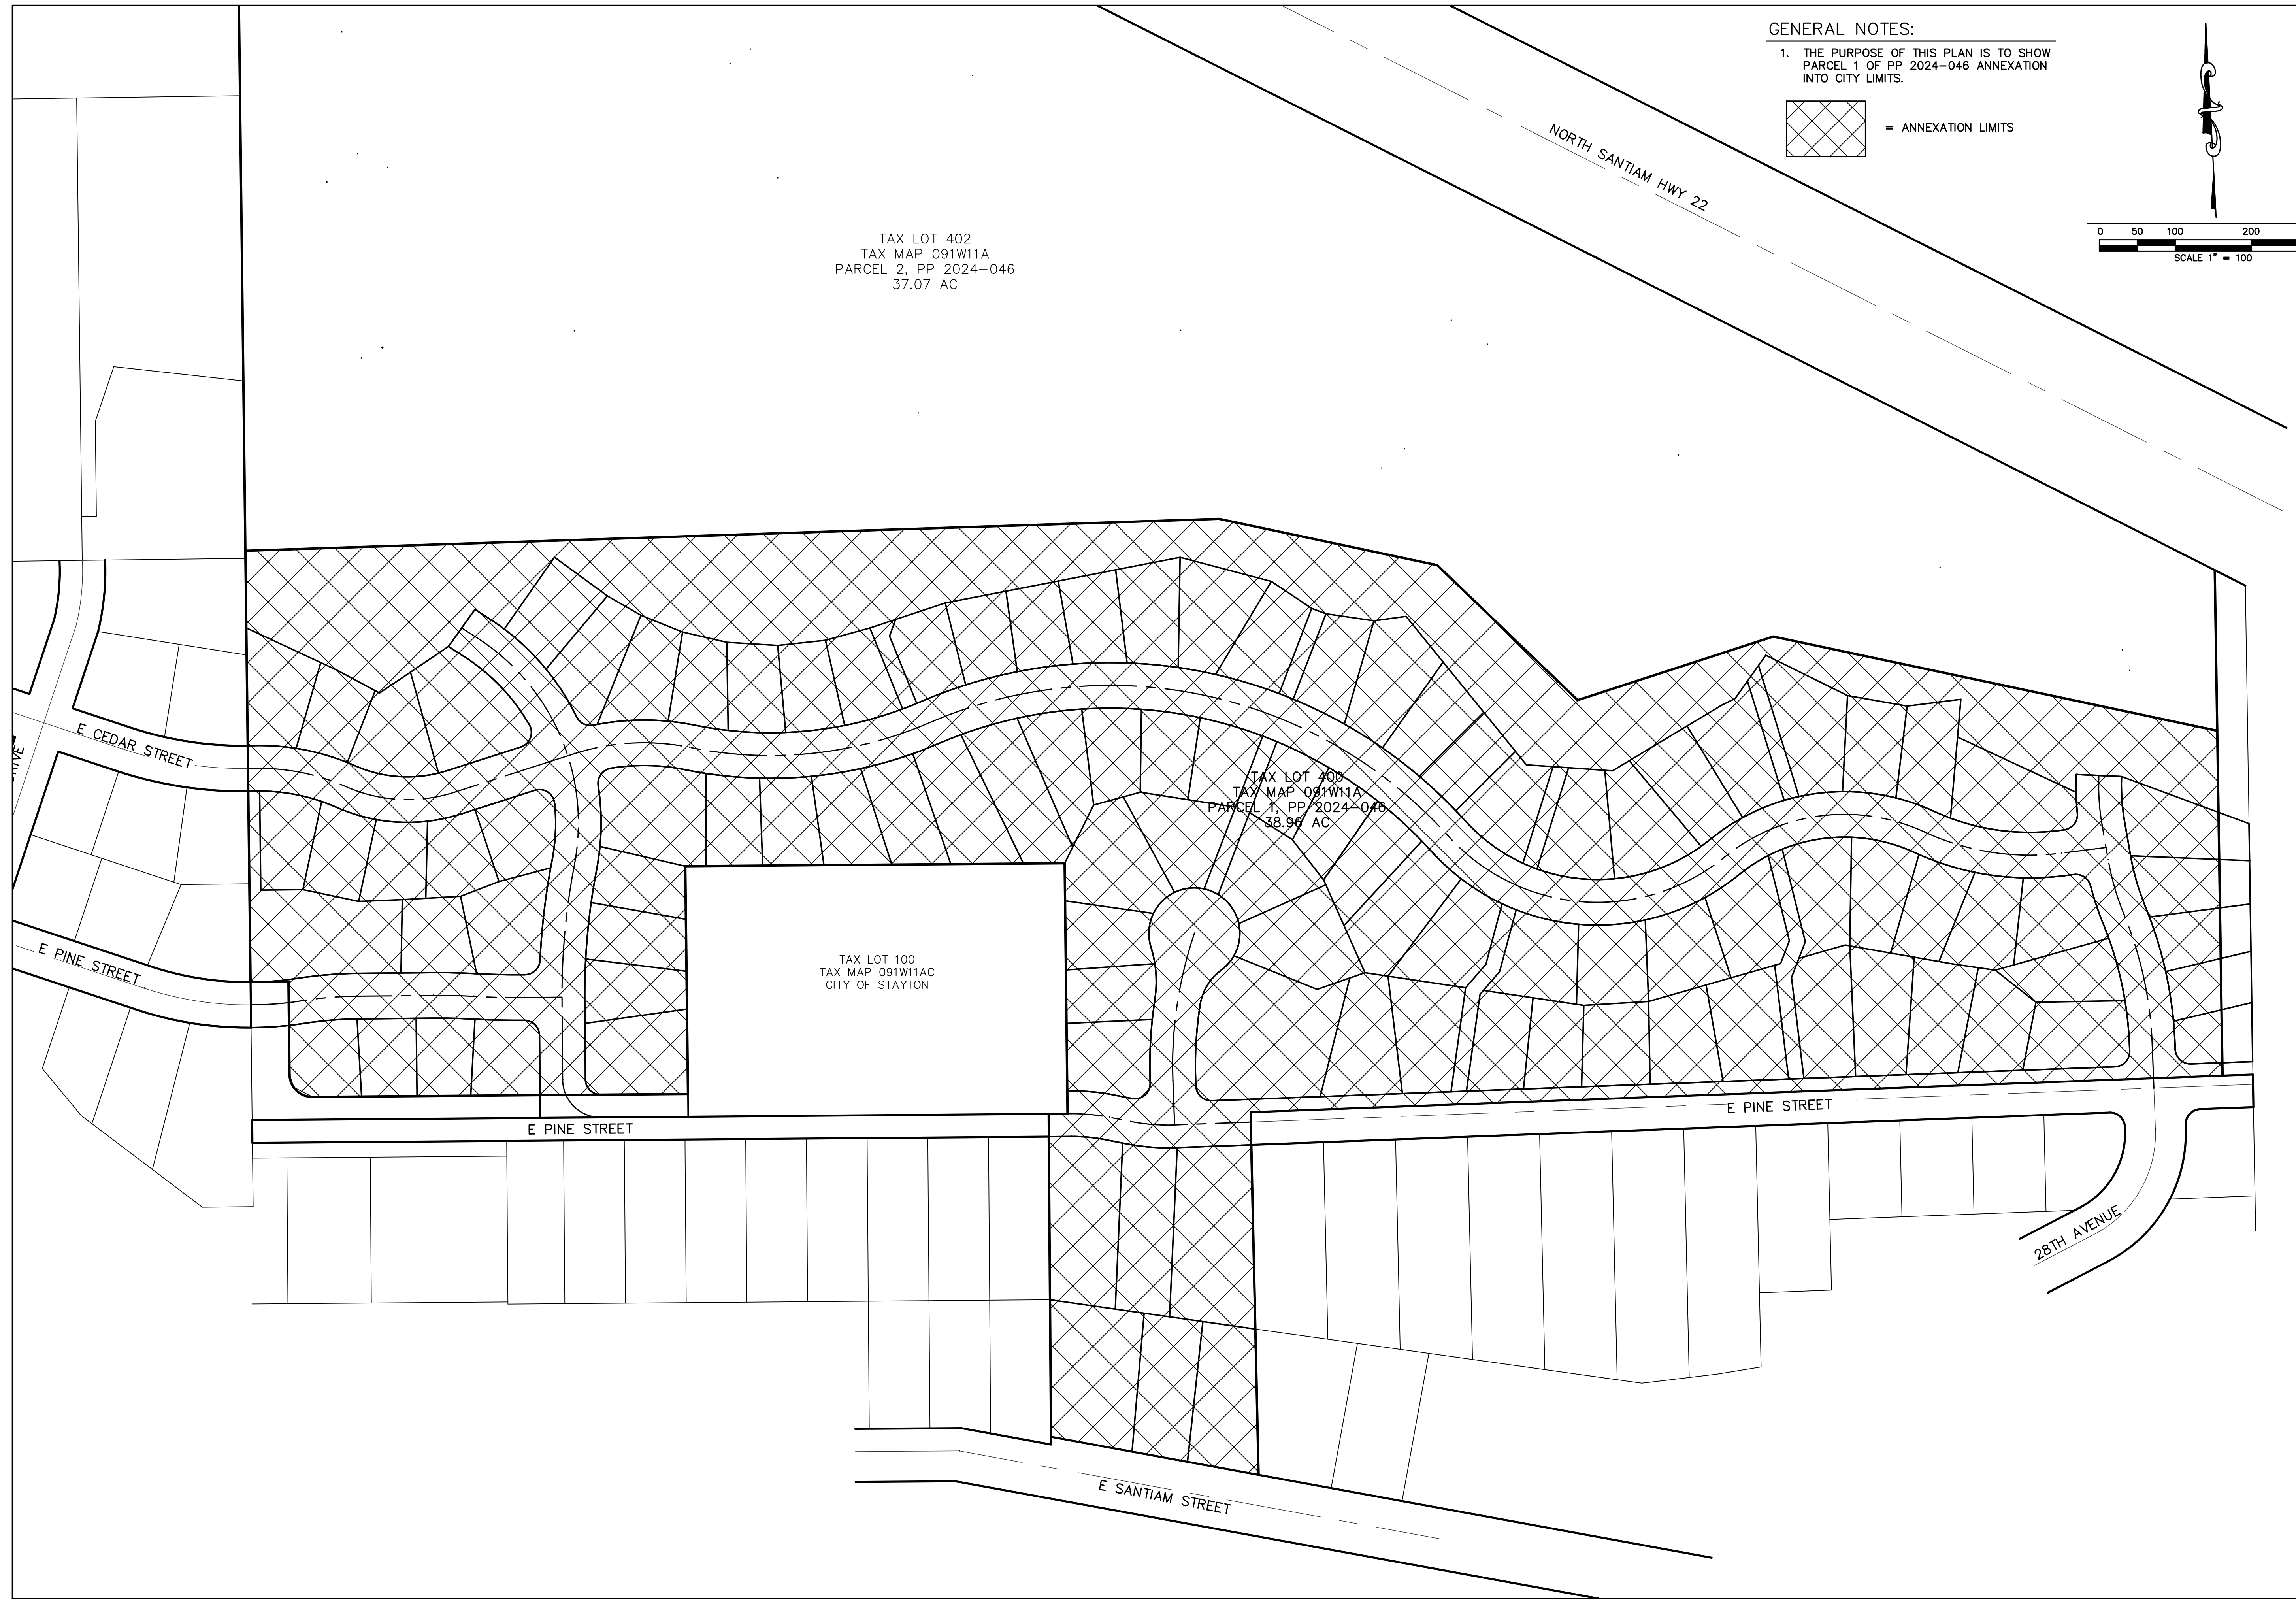 GENERAL NOTES:
1. THE PURPOSE OF THIS PLAN IS TO SHOW
PARCEL 1 OF PP 2024-046 ANNEXATION
INTO CITY LIMITS.
= ANNEXATION LIMITS
0 50 100 200
SCALE 1" = 100
NORTH SANTIAM HWY 22
TAX LOT 402
TAX MAP 091W11A
PARCEL 2, PP 2024-046
37.07 AC
E CEDAR STREET
TAX LOT 400
TAX MAP 091W11A
PARCEL 1, PP 2024-046
38.96 AC
E PINE STREET
TAX LOT 100
TAX MAP 091W11AC
CITY OF STAYTON
E PINE STREET
E PINE STREET
28TH AVENUE
E SANTIAM STREET